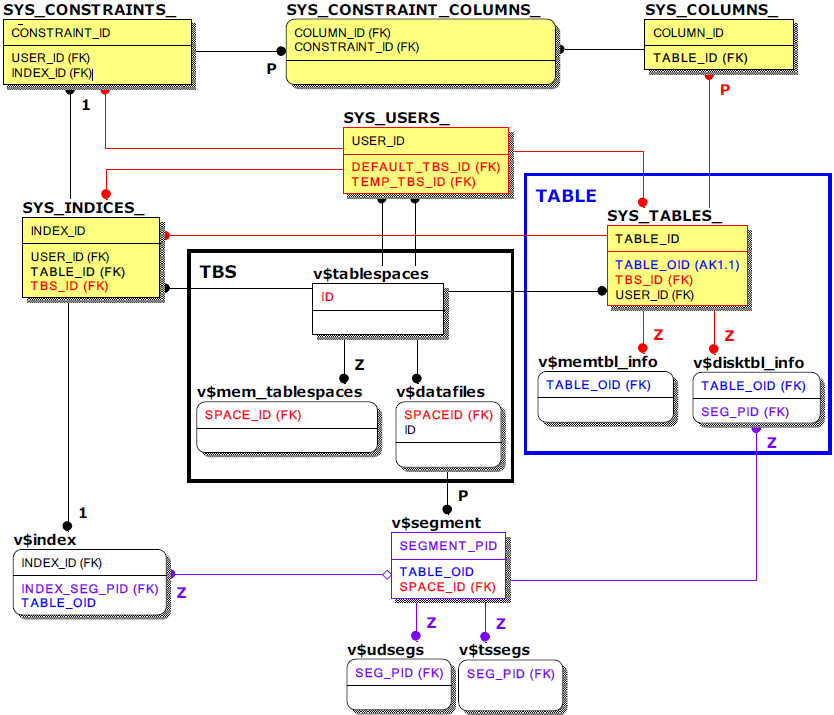 SYS_CONSTRAINTS_
CONSTRAINT_ID
USER_ID (FK)
INDEX_ID (FK)
SYS_CONSTRAINT_COLUMNS_
COLUMN_ID (FK)
CONSTRAINT_ID (FK)
SYS_COLUMNS_
COLUMN_ID
TABLE_ID (FK)
P
P
1
SYS_USERS_
USER_ID
DEFAULT_TBS_ID (FK)
TEMP_TBS_ID (FK)
TABLE
SYS_INDICES_
INDEX_ID
USER_ID (FK)
TABLE_ID (FK)
TBS_ID (FK)
SYS_TABLES_
TABLE_ID
TABLE_OID (AK1.1)
TBS_ID (FK)
USER_ID (FK)
TBS
v$tablespaces
ID
Z
Z
Z
v$memtbl_info
TABLE_OID (FK)
v$disktbl_info
TABLE_OID (FK)
SEG_PID (FK)
v$mem_tablespaces
SPACE_ID (FK)
v$datafiles
SPACEID (FK)
ID
Z
P
1
v$index
INDEX_ID (FK)
INDEX_SEG_PID (FK)
TABLE_OID
Z
v$segment
SEGMENT_PID
TABLE_OID
SPACE_ID (FK)
Z
Z
v$udsegs
SEG_PID (FK)
v$tssegs
SEG_PID (FK)